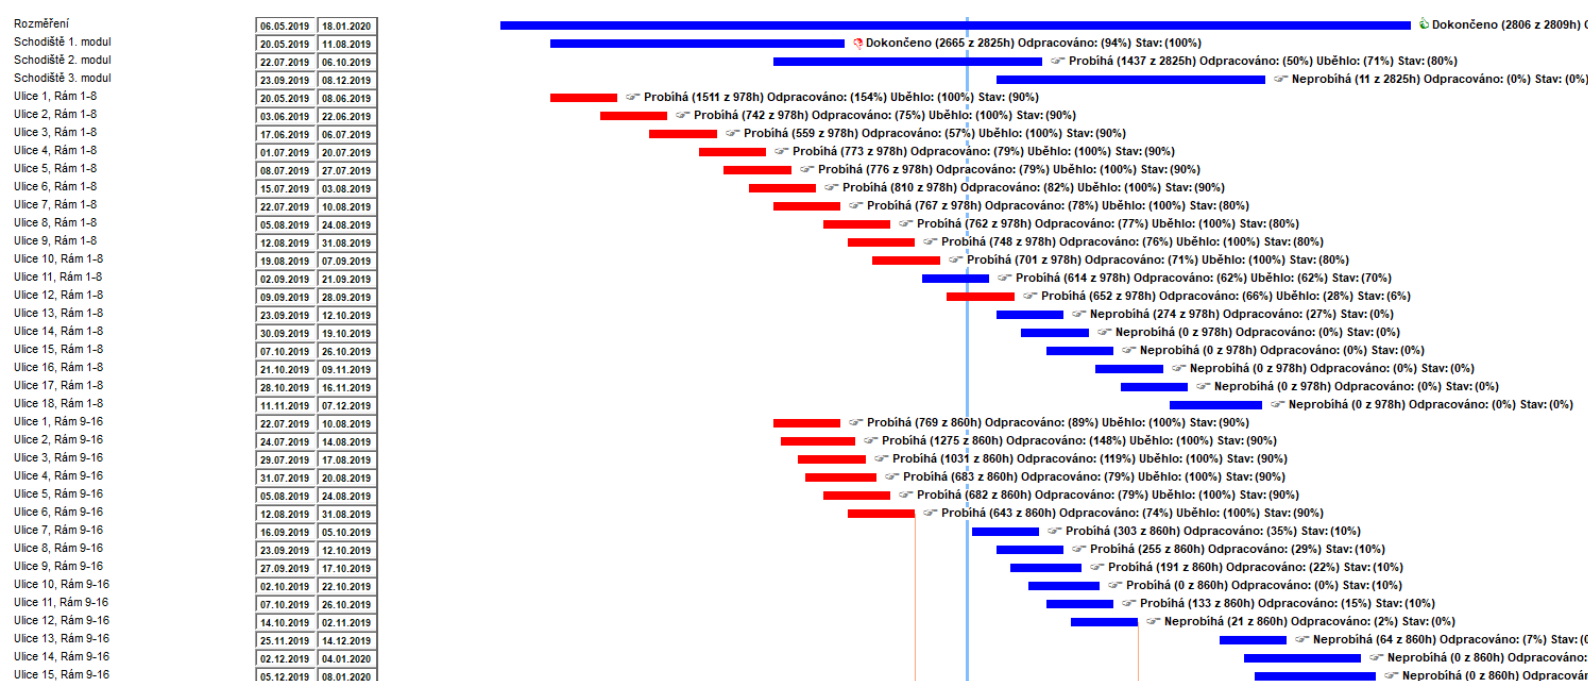 Rozměření 06.05.2019 18.01.2020 Dokončeno (2806 z 2809h)
Schodiště 1. modul 20.05.2019 11.08.2019 Dokončeno (2665 z 2825h) Odpracováno: (94%) Stav: (100%)
Schodiště 2. modul 22.07.2019 06.10.2019 Probíhá (1437 z 2825h) Odpracováno: (50%) Uběhlo: (71%) Stav: (80%)
Schodiště 3. modul 23.09.2019 08.12.2019 Neprobíhá (11 z 2825h) Odpracováno: (0%) Stav: (0%)
Ulice 1, Rám 1-8 20.05.2019 08.06.2019 Probíhá (1511 z 978h) Odpracováno: (154%) Uběhlo: (100%) Stav: (90%)
Ulice 2, Rám 1-8 03.06.2019 22.06.2019 Probíhá (742 z 978h) Odpracováno: (75%) Uběhlo: (100%) Stav: (90%)
Ulice 3, Rám 1-8 17.06.2019 06.07.2019 Probíhá (559 z 978h) Odpracováno: (57%) Uběhlo: (100%) Stav: (90%)
Ulice 4, Rám 1-8 01.07.2019 20.07.2019 Probíhá (773 z 978h) Odpracováno: (79%) Uběhlo: (100%) Stav: (90%)
Ulice 5, Rám 1-8 08.07.2019 27.07.2019 Probíhá (776 z 978h) Odpracováno: (79%) Uběhlo: (100%) Stav: (90%)
Ulice 6, Rám 1-8 15.07.2019 03.08.2019 Probíhá (810 z 978h) Odpracováno: (82%) Uběhlo: (100%) Stav: (90%)
Ulice 7, Rám 1-8 22.07.2019 10.08.2019 Probíhá (767 z 978h) Odpracováno: (78%) Uběhlo: (100%) Stav: (80%)
Ulice 8, Rám 1-8 05.08.2019 24.08.2019 Probíhá (762 z 978h) Odpracováno: (77%) Uběhlo: (100%) Stav: (80%)
Ulice 9, Rám 1-8 12.08.2019 31.08.2019 Probíhá (748 z 978h) Odpracováno: (76%) Uběhlo: (100%) Stav: (80%)
Ulice 10, Rám 1-8 19.08.2019 07.09.2019 Probíhá (701 z 978h) Odpracováno: (71%) Uběhlo: (100%) Stav: (80%)
Ulice 11, Rám 1-8 02.09.2019 21.09.2019 Probíhá (614 z 978h) Odpracováno: (62%) Uběhlo: (62%) Stav: (70%)
Ulice 12, Rám 1-8 09.09.2019 28.09.2019 Probíhá (652 z 978h) Odpracováno: (66%) Uběhlo: (28%) Stav: (6%)
Ulice 13, Rám 1-8 23.09.2019 12.10.2019 Neprobíhá (274 z 978h) Odpracováno: (27%) Stav: (0%)
Ulice 14, Rám 1-8 30.09.2019 19.10.2019 Neprobíhá (0 z 978h) Odpracováno: (0%) Stav: (0%)
Ulice 15, Rám 1-8 07.10.2019 26.10.2019 Neprobíhá (0 z 978h) Odpracováno: (0%) Stav: (0%)
Ulice 16, Rám 1-8 21.10.2019 09.11.2019 Neprobíhá (0 z 978h) Odpracováno: (0%) Stav: (0%)
Ulice 17, Rám 1-8 28.10.2019 16.11.2019 Neprobíhá (0 z 978h) Odpracováno: (0%) Stav: (0%)
Ulice 18, Rám 1-8 11.11.2019 07.12.2019 Neprobíhá (0 z 978h) Odpracováno: (0%) Stav: (0%)
Ulice 1, Rám 9-16 22.07.2019 10.08.2019 Probíhá (769 z 860h) Odpracováno: (89%) Uběhlo: (100%) Stav: (90%)
Ulice 2, Rám 9-16 24.07.2019 14.08.2019 Probíhá (1275 z 860h) Odpracováno: (148%) Uběhlo: (100%) Stav: (90%)
Ulice 3, Rám 9-16 29.07.2019 17.08.2019 Probíhá (1031 z 860h) Odpracováno: (119%) Uběhlo: (100%) Stav: (90%)
Ulice 4, Rám 9-16 31.07.2019 20.08.2019 Probíhá (683 z 860h) Odpracováno: (79%) Uběhlo: (100%) Stav: (90%)
Ulice 5, Rám 9-16 05.08.2019 24.08.2019 Probíhá (682 z 860h) Odpracováno: (79%) Uběhlo: (100%) Stav: (90%)
Ulice 6, Rám 9-16 12.08.2019 31.08.2019 Probíhá (643 z 860h) Odpracováno: (74%) Uběhlo: (100%) Stav: (90%)
Ulice 7, Rám 9-16 16.09.2019 05.10.2019 Probíhá (303 z 860h) Odpracováno: (35%) Stav: (10%)
Ulice 8, Rám 9-16 23.09.2019 12.10.2019 Probíhá (255 z 860h) Odpracováno: (29%) Stav: (10%)
Ulice 9, Rám 9-16 27.09.2019 17.10.2019 Probíhá (191 z 860h) Odpracováno: (22%) Stav: (10%)
Ulice 10, Rám 9-16 02.10.2019 22.10.2019 Probíhá (0 z 860h) Odpracováno: (0%) Stav: (10%)
Ulice 11, Rám 9-16 07.10.2019 26.10.2019 Probíhá (133 z 860h) Odpracováno: (15%) Stav: (10%)
Ulice 12, Rám 9-16 14.10.2019 02.11.2019 Neprobíhá (21 z 860h) Odpracováno: (2%) Stav: (0%)
Ulice 13, Rám 9-16 25.11.2019 14.12.2019 Neprobíhá (64 z 860h) Odpracováno: (7%) Stav:
Ulice 14, Rám 9-16 02.12.2019 04.01.2020 Neprobíhá (0 z 860h) Odpracováno:
Ulice 15, Rám 9-16 05.12.2019 08.01.2020 Neprobíhá (0 z 860h)